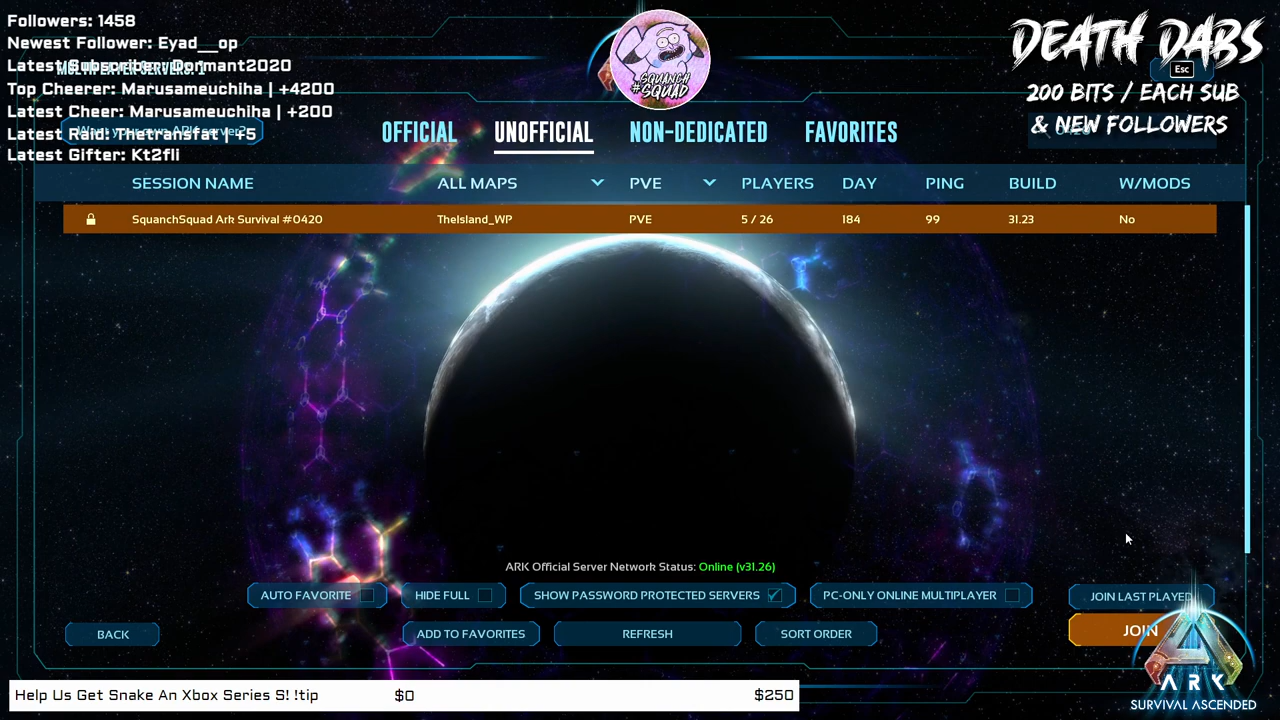 Followers: 1458
Newest Follower: Eyad__op
Latest Subscriber: Dormant2020
MULTIPLAYER SERVERS: 1
Top Cheerer: Marusameuchiha | +4200
Latest Cheer: Marusameuchiha | +200
Latest Raid: Thetransfat | +5
Latest Gifter: Kt2fli
SQUANCH
#SQUAD
DEATH DABS
Esc
200 BITS / EACH SUB
& NEW FOLLOWERS
OFFICIAL UNOFFICIAL NON-DEDICATED FAVORITES
SESSION NAME ALL MAPS PVE PLAYERS DAY PING BUILD W/MODS
SquanchSquad Ark Survival #0420 TheIsland_WP PVE 5 / 26 184 99 31.23 No
ARK Official Server Network Status: Online (v31.26)
AUTO FAVORITE HIDE FULL SHOW PASSWORD PROTECTED SERVERS PC-ONLY ONLINE MULTIPLAYER JOIN LAST PLAYED
BACK ADD TO FAVORITES REFRESH SORT ORDER JOIN
ARK
SURVIVAL ASCENDED
Help Us Get Snake An Xbox Series S! !tip $0 $250